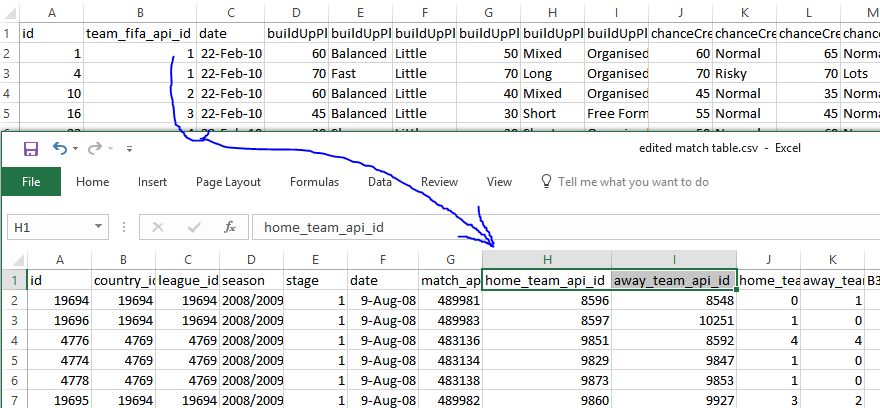 A B C D E F G H I J K L M
1 id team_fifa_api_id date buildUpPl buildUpPl buildUpPl buildUpPl buildUpPl buildUpPl chanceCre chanceCre chanceCre chanc
2 1 1 22-Feb-10 60 Balanced Little 50 Mixed Organised 60 Normal 65 Norma
3 4 1 22-Feb-10 70 Fast Little 70 Long Organised 70 Risky 70 Lots
4 10 2 22-Feb-10 60 Balanced Little 40 Mixed Organised 45 Normal 35 Norma
5 16 3 22-Feb-10 45 Balanced Little 30 Short Free Form 55 Normal 45 Norma
edited match table.csv - Excel
File Home Insert Page Layout Formulas Data Review View Tell me what you want to do
H1 fx home_team_api_id
A B C D E F G H I J K
1 id country_id league_id season stage date match_ap home_team_api_id away_team_api_id home_tea away_team B3
2 19694 19694 19694 2008/2009 1 9-Aug-08 489981 8596 8548 0 1
3 19696 19694 19694 2008/2009 1 9-Aug-08 489983 8597 10251 1 0
4 4776 4769 4769 2008/2009 1 9-Aug-08 483136 9851 8592 4 4
5 4774 4769 4769 2008/2009 1 9-Aug-08 483134 9829 9847 1 0
6 4778 4769 4769 2008/2009 1 9-Aug-08 483138 9873 9853 1 0
7 19695 19694 19694 2008/2009 1 9-Aug-08 489982 9860 9927 3 2